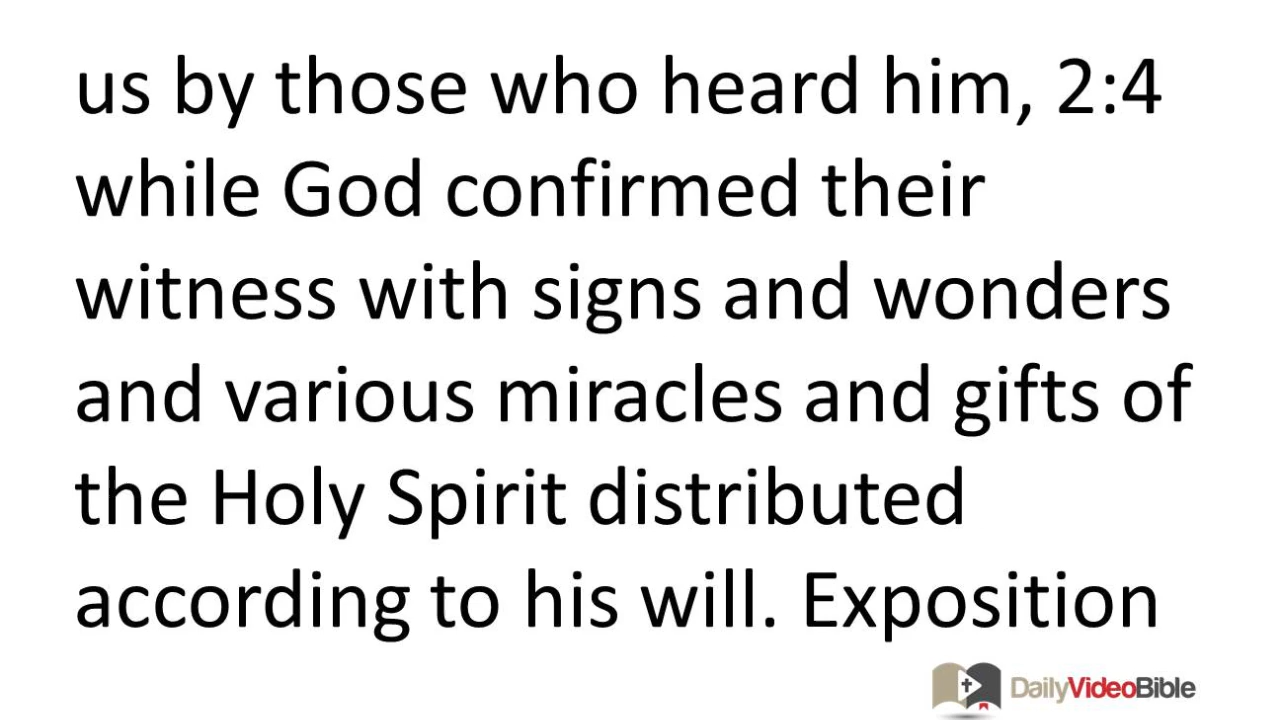 us by those who heard him, 2:4
while God confirmed their
witness with signs and wonders
and various miracles and gifts of
the Holy Spirit distributed
according to his will. Exposition
DailyVideoBible